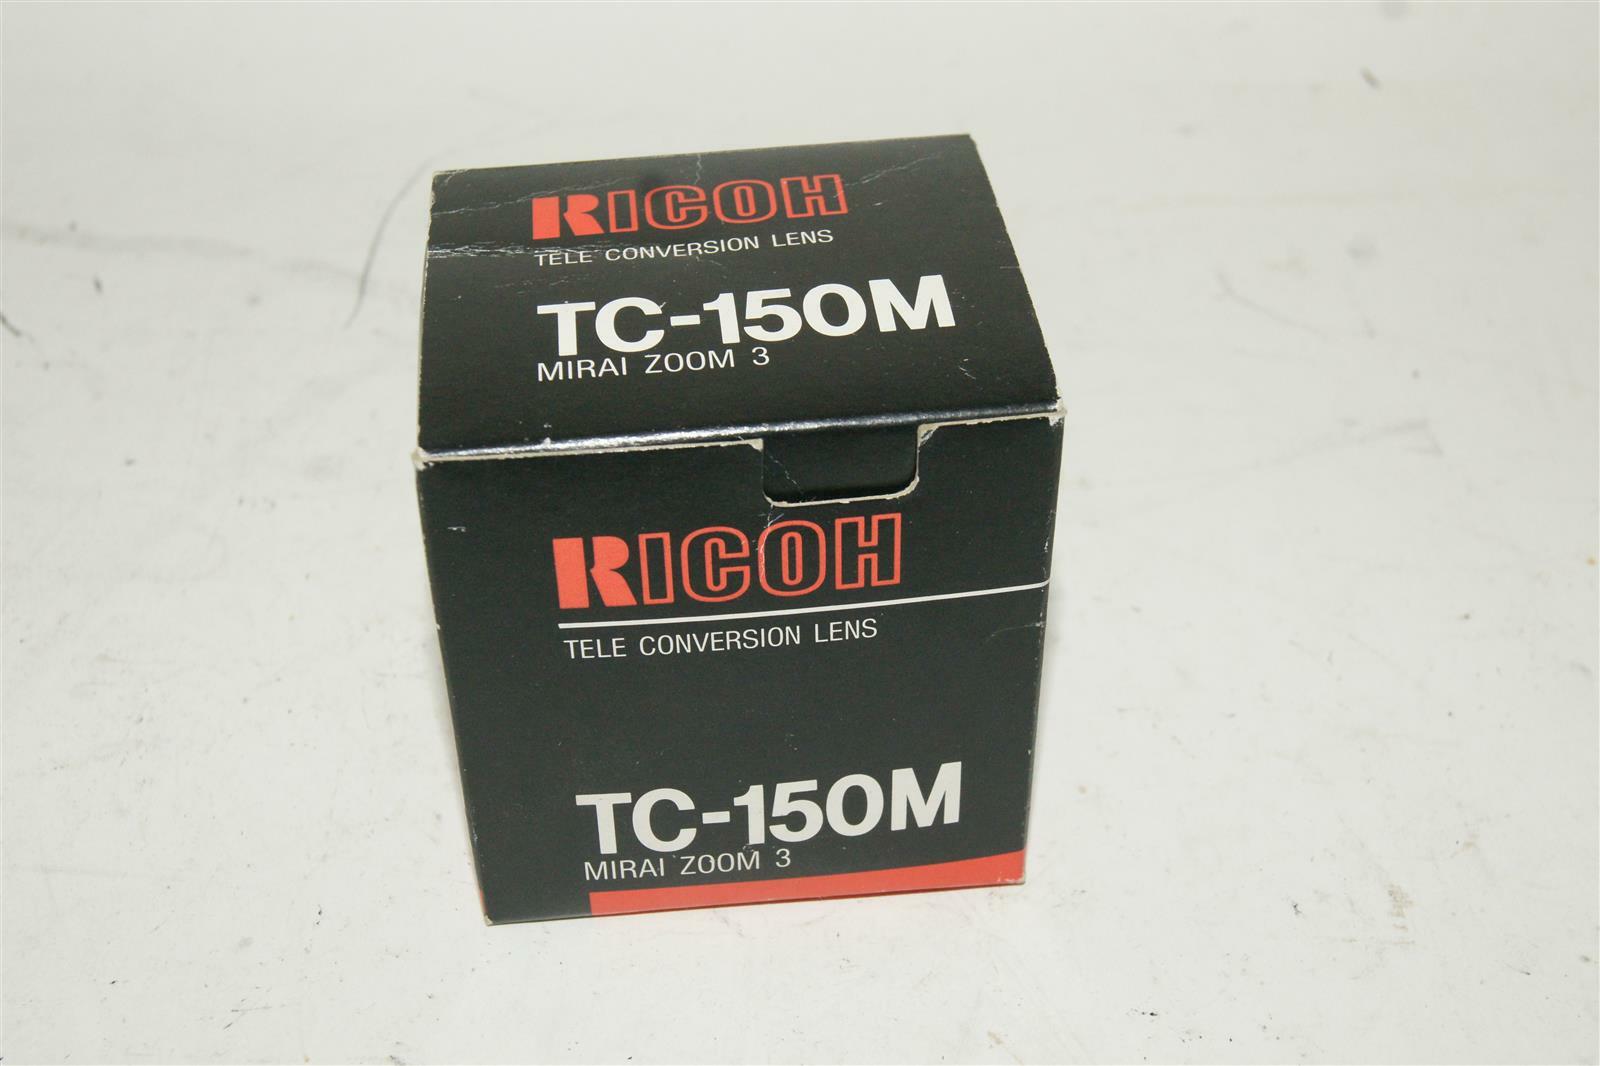 RICOH
TELE CONVERSION LENS
TC-150M
MIRAI ZOOM 3
RICOH
TELE CONVERSION LENS
TC-150M
MIRAI ZOOM 3